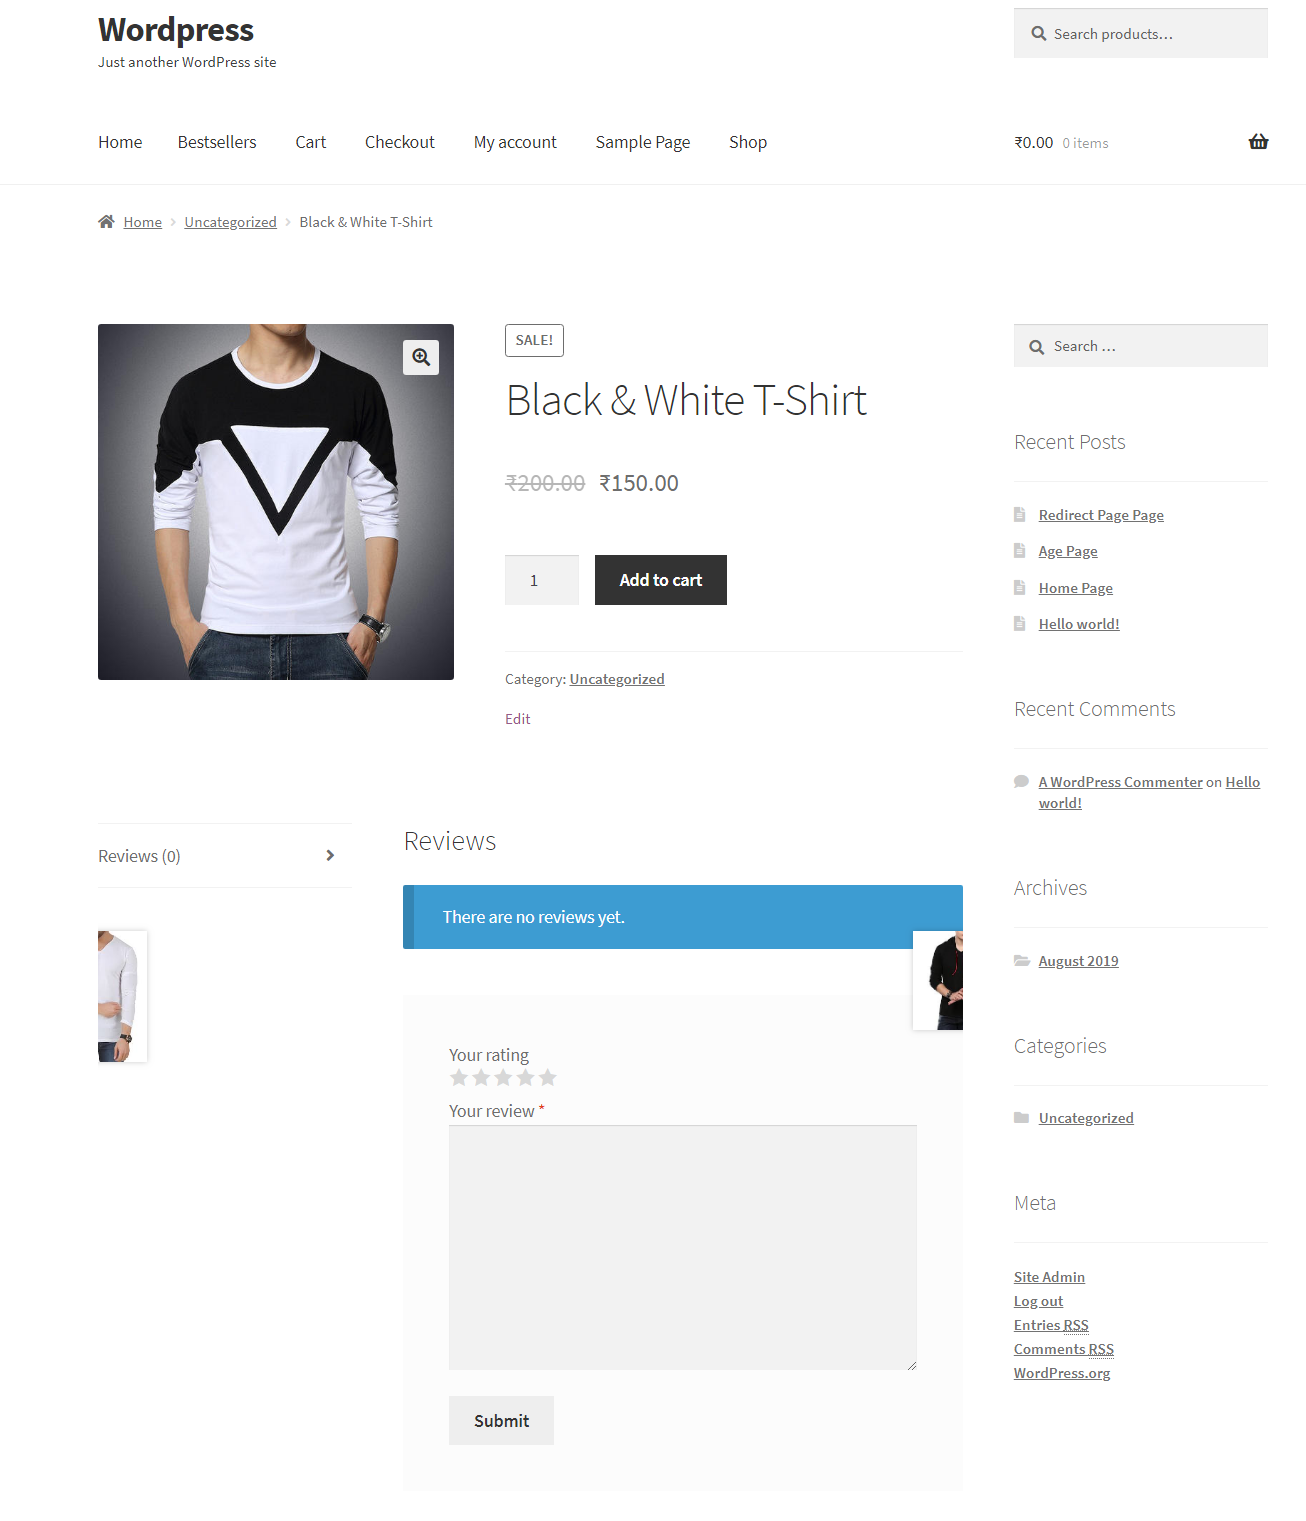 Wordpress
Just another WordPress site
Search products…
Home Bestsellers Cart Checkout My account Sample Page Shop
₹0.00 0 items
Home Uncategorized Black & White T-Shirt
SALE!
Black & White T-Shirt
₹200.00 ₹150.00
1 Add to cart
Category: Uncategorized
Edit
Reviews (0)
Reviews
There are no reviews yet.
Your rating
Your review *
Submit
Search …
Recent Posts
Redirect Page Page
Age Page
Home Page
Hello world!
Recent Comments
A WordPress Commenter on Hello
world!
Archives
August 2019
Categories
Uncategorized
Meta
Site Admin
Log out
Entries RSS
Comments RSS
WordPress.org